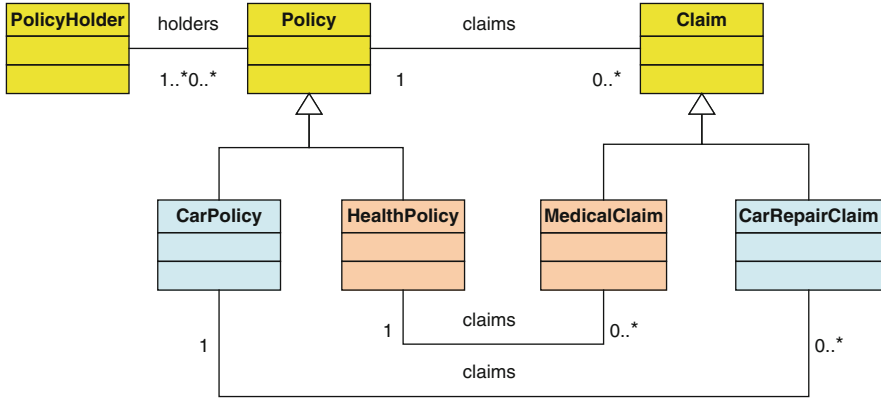 PolicyHolder
holders
Policy
claims
Claim
1..*0..*
1
0..*
CarPolicy
HealthPolicy
MedicalClaim
CarRepairClaim
1
claims
0..*
1
claims
0..*